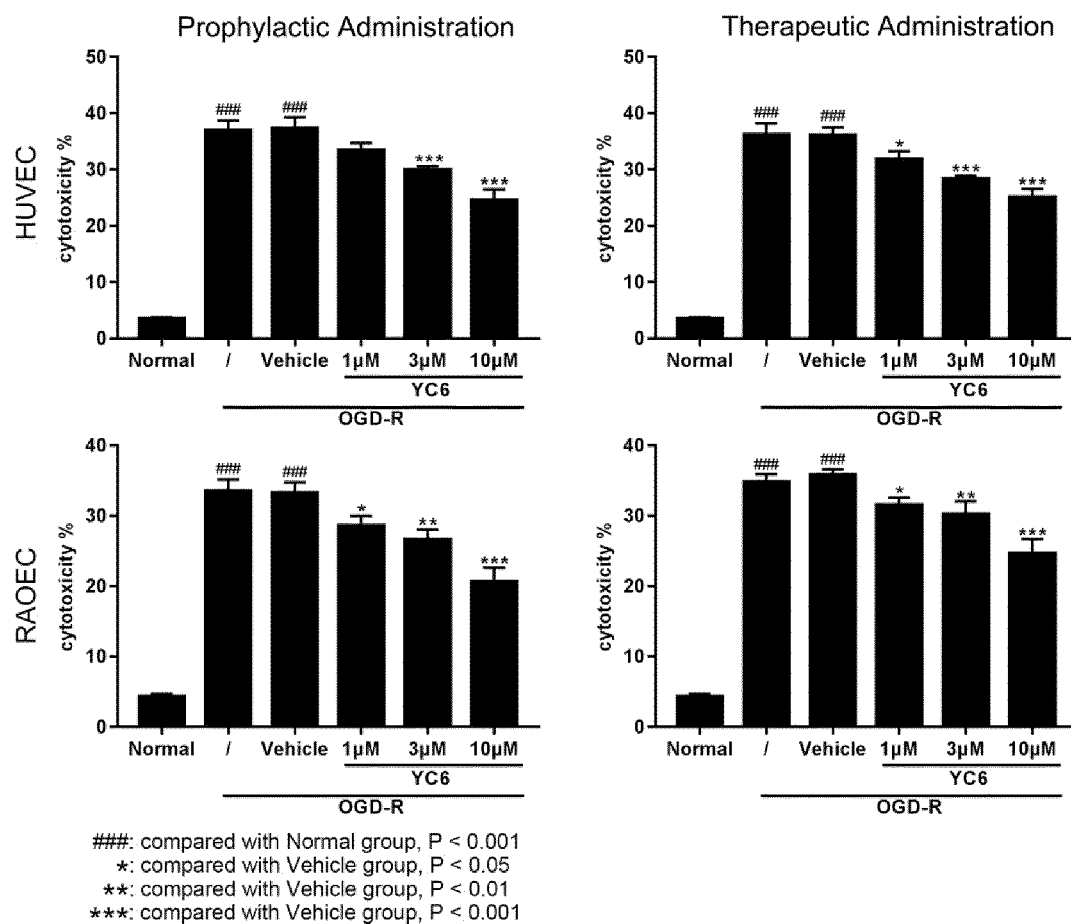 Prophylactic Administration
Therapeutic Administration
HUVEC
cytotoxicity %
50
40
30
20
10
0
###
###
***
***
Normal / Vehicle 1μM 3μM 10μM
YC6
OGD-R
cytotoxicity %
50
40
30
20
10
0
###
###
*
***
***
Normal / Vehicle 1μM 3μM 10μM
YC6
OGD-R
RAOEC
cytotoxicity %
40
30
20
10
0
###
###
*
**
***
Normal / Vehicle 1μM 3μM 10μM
YC6
OGD-R
cytotoxicity %
40
30
20
10
0
###
###
*
**
***
Normal / Vehicle 1μM 3μM 10μM
YC6
OGD-R
###: compared with Normal group, P < 0.001
*: compared with Vehicle group, P < 0.05
**: compared with Vehicle group, P < 0.01
***: compared with Vehicle group, P < 0.001